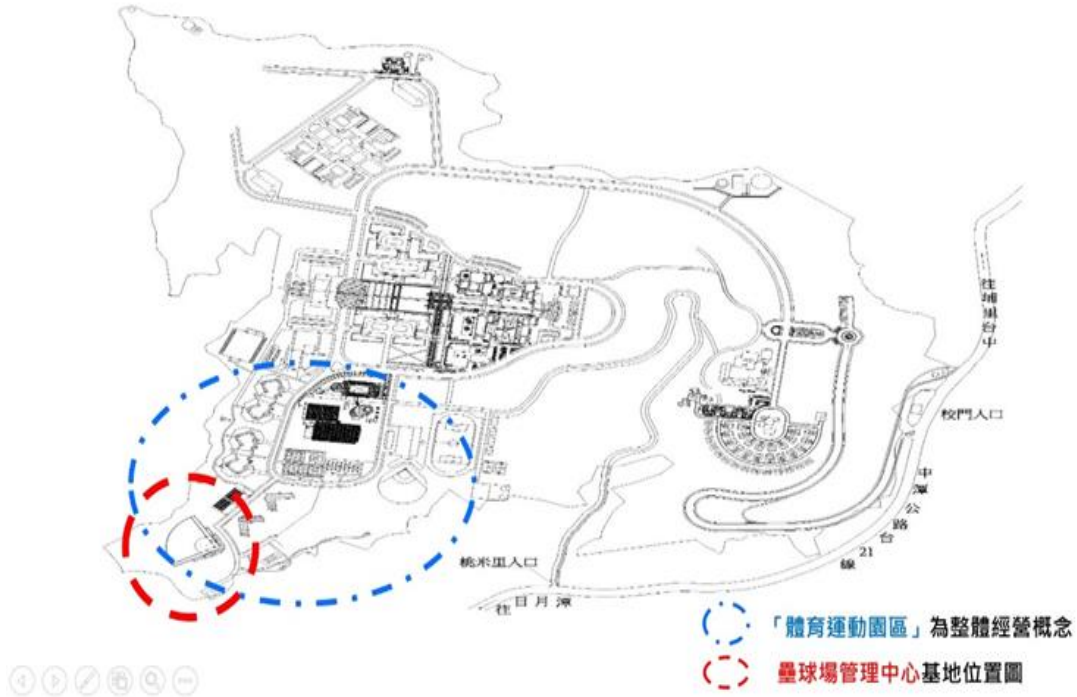 往埔里台中
校門入口
中潭公路台21線
桃米里入口
往日月潭
「體育運動園區」為整體經營概念
壘球場管理中心基地位置圖